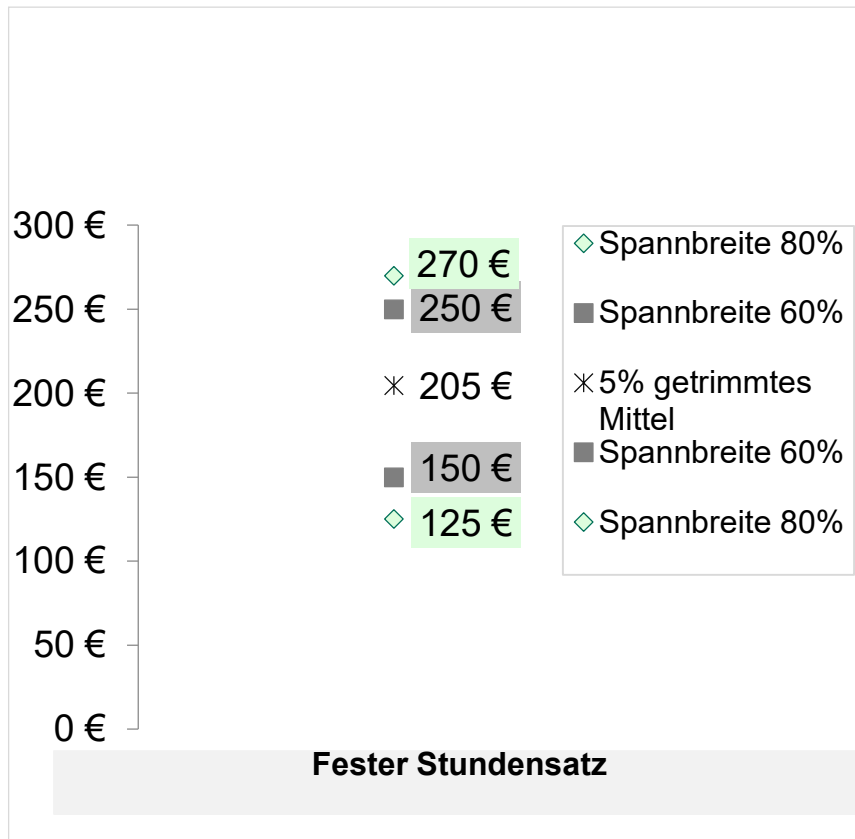 300 €
250 €
200 €
150 €
100 €
50 €
0 €
270 €
250 €
205 €
150 €
125 €
Spannbreite 80%
Spannbreite 60%
5% getrimmtes
Mittel
Spannbreite 60%
Spannbreite 80%
Fester Stundensatz